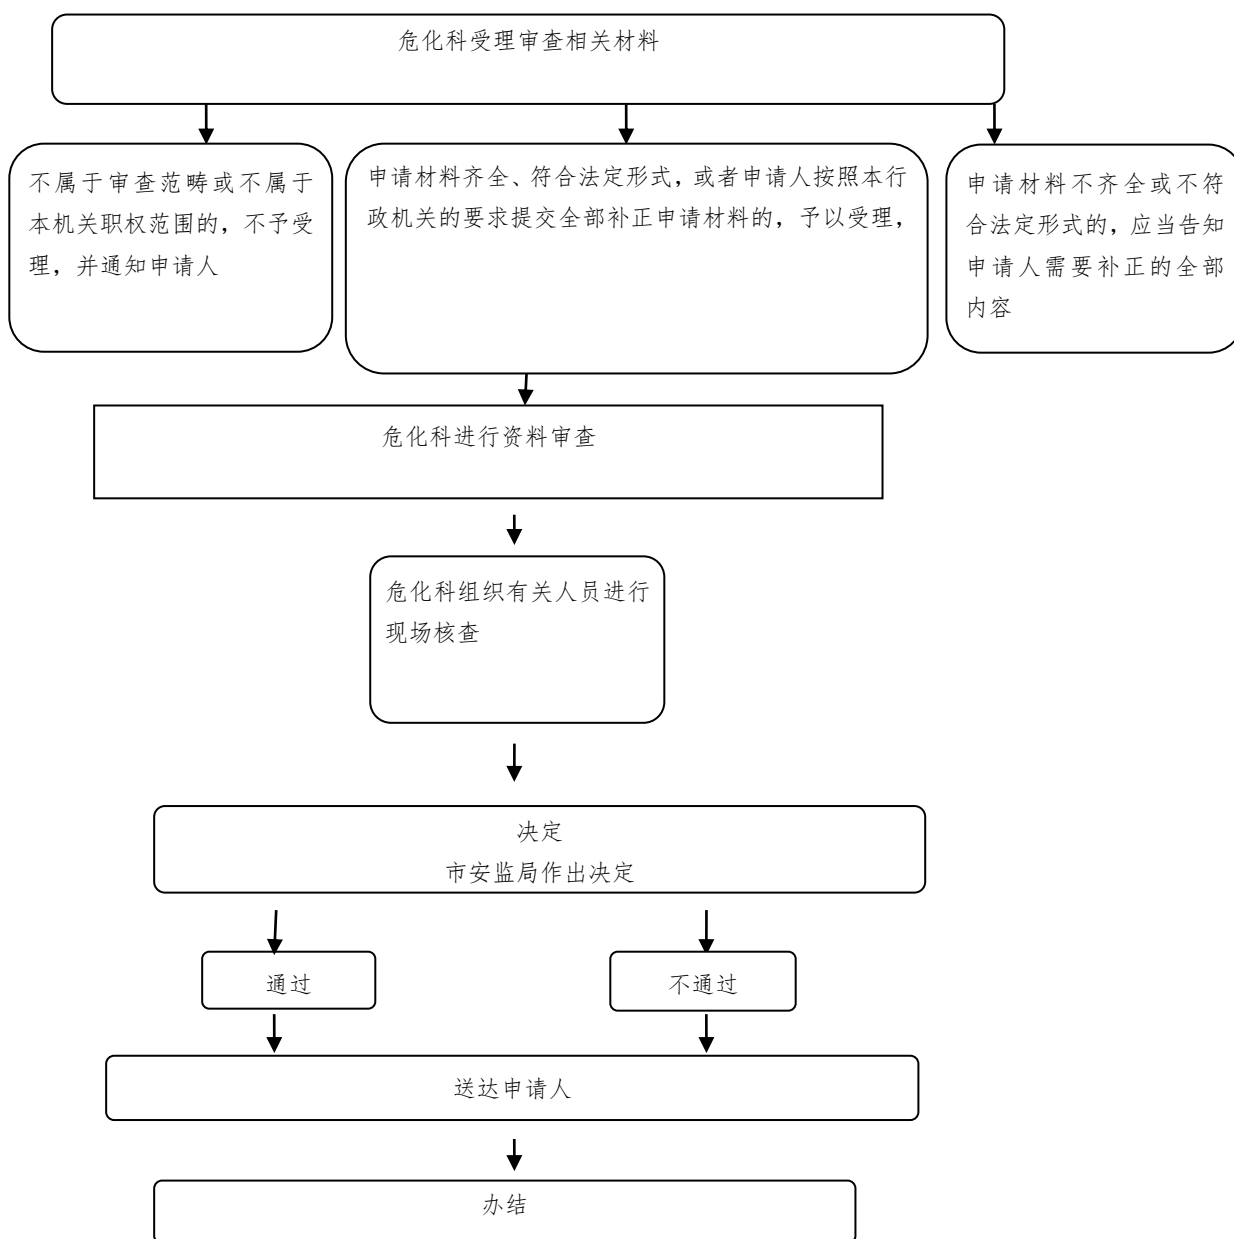 危化科受理审查相关材料
不属于审查范畴或不属于
本机关职权范围的，不予受
理，并通知申请人
申请材料齐全、符合法定形式，或者申请人按照本行
政机关的要求提交全部补正申请材料的，予以受理，
申请材料不齐全或不符
合法定形式的，应当告知
申请人需要补正的全部
内容
危化科进行资料审查
危化科组织有关人员进行
现场核查
决定
市安监局作出决定
通过
不通过
送达申请人
办结